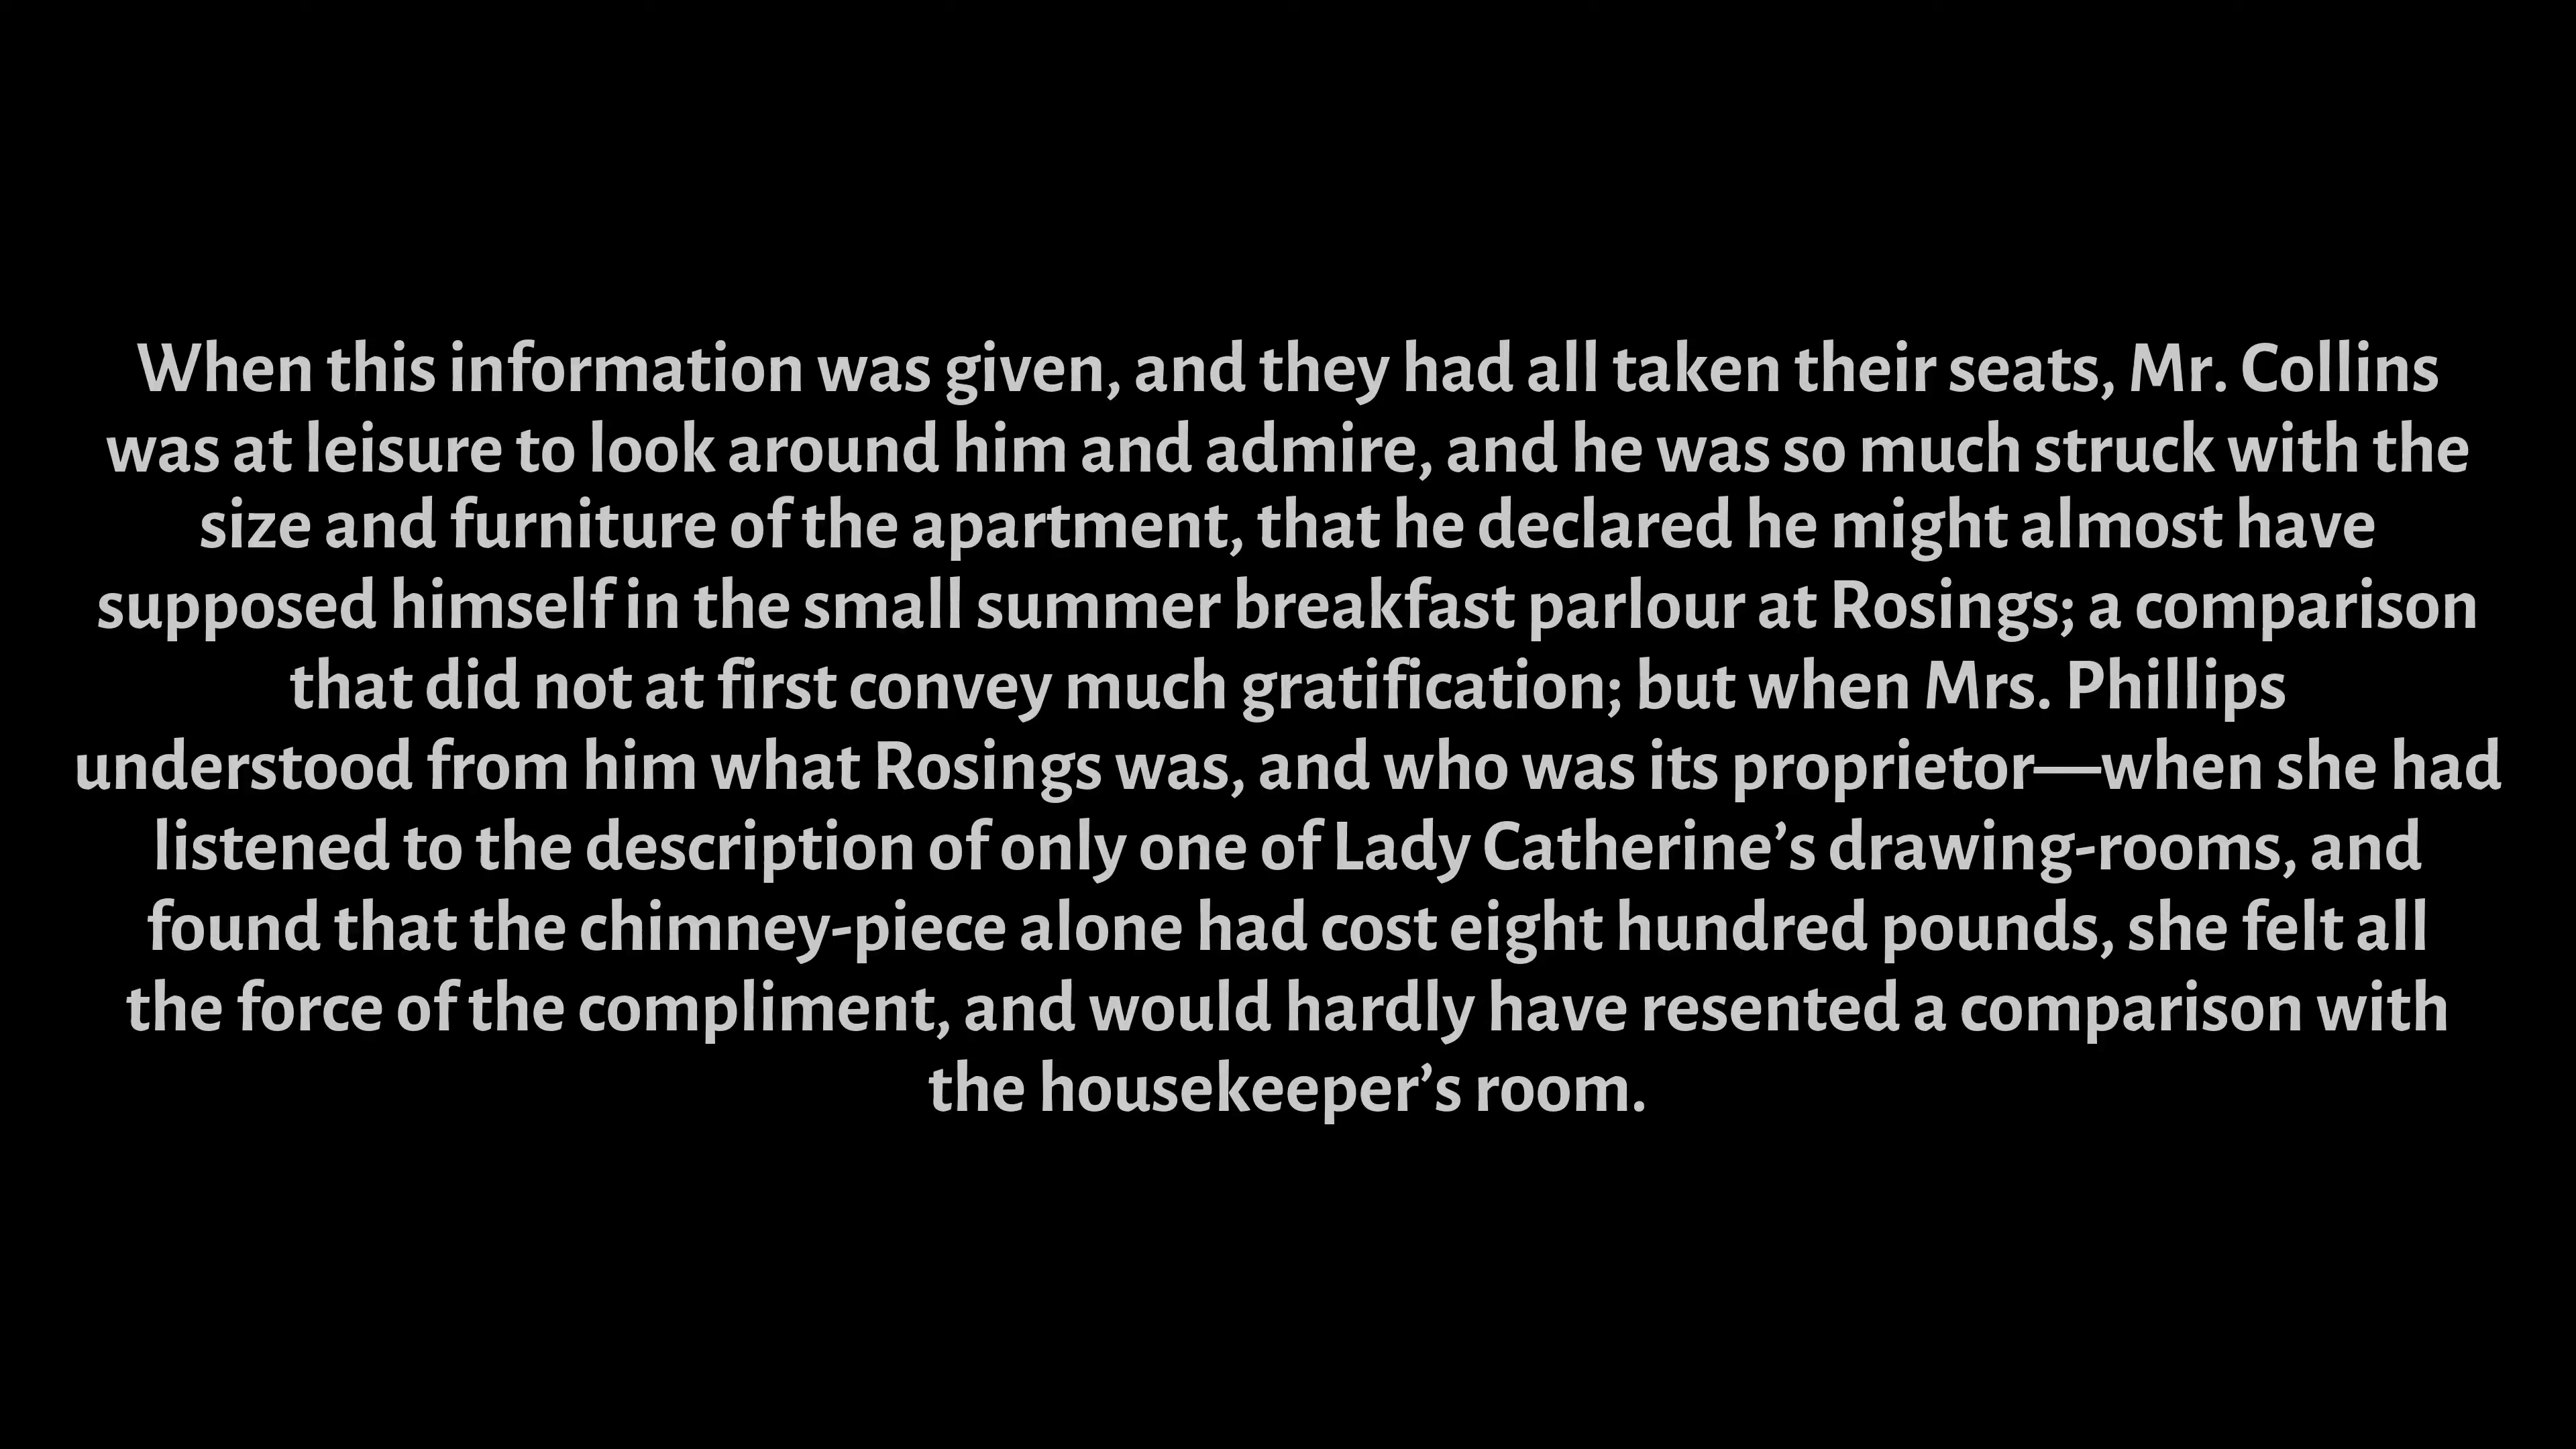 When this information was given, and they had all taken their seats, Mr. Collins
was at leisure to look around him and admire, and he was so much struck with the
size and furniture of the apartment, that he declared he might almost have
supposed himself in the small summer breakfast parlour at Rosings; a comparison
that did not at first convey much gratification; but when Mrs. Phillips
understood from him what Rosings was, and who was its proprietor—when she had
listened to the description of only one of Lady Catherine’s drawing-rooms, and
found that the chimney-piece alone had cost eight hundred pounds, she felt all
the force of the compliment, and would hardly have resented a comparison with
the housekeeper’s room.